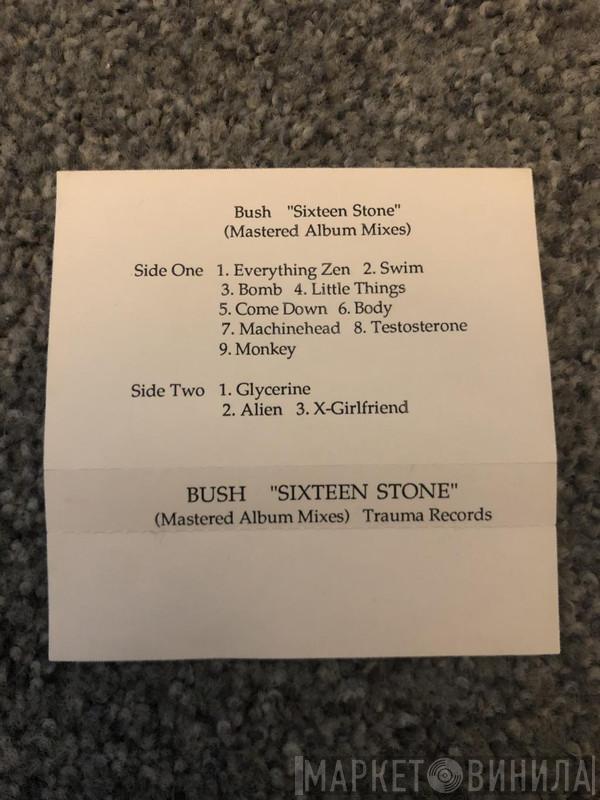 Bush "Sixteen Stone"
(Mastered Album Mixes)
Side One 1. Everything Zen 2. Swim
3. Bomb 4. Little Things
5. Come Down 6. Body
7. Machinehead 8. Testosterone
9. Monkey
Side Two 1. Glycerine
2. Alien 3. X-Girlfriend
BUSH "SIXTEEN STONE"
(Mastered Album Mixes) Trauma Records
МАРКЕТ ВИНИЛА